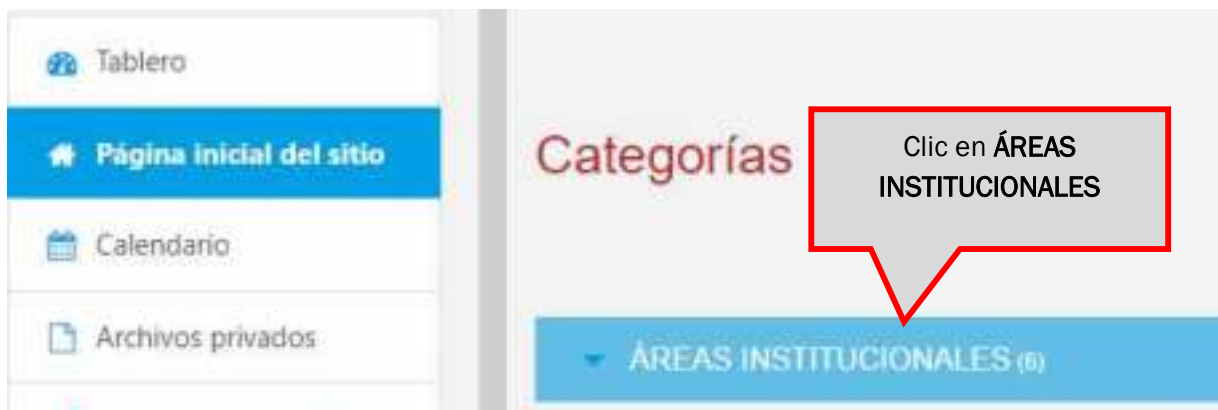 Tablero
Página inicial del sitio
Calendario
Archivos privados
Categorías
Clic en ÁREAS
INSTITUCIONALES
ÁREAS INSTITUCIONALES (6)